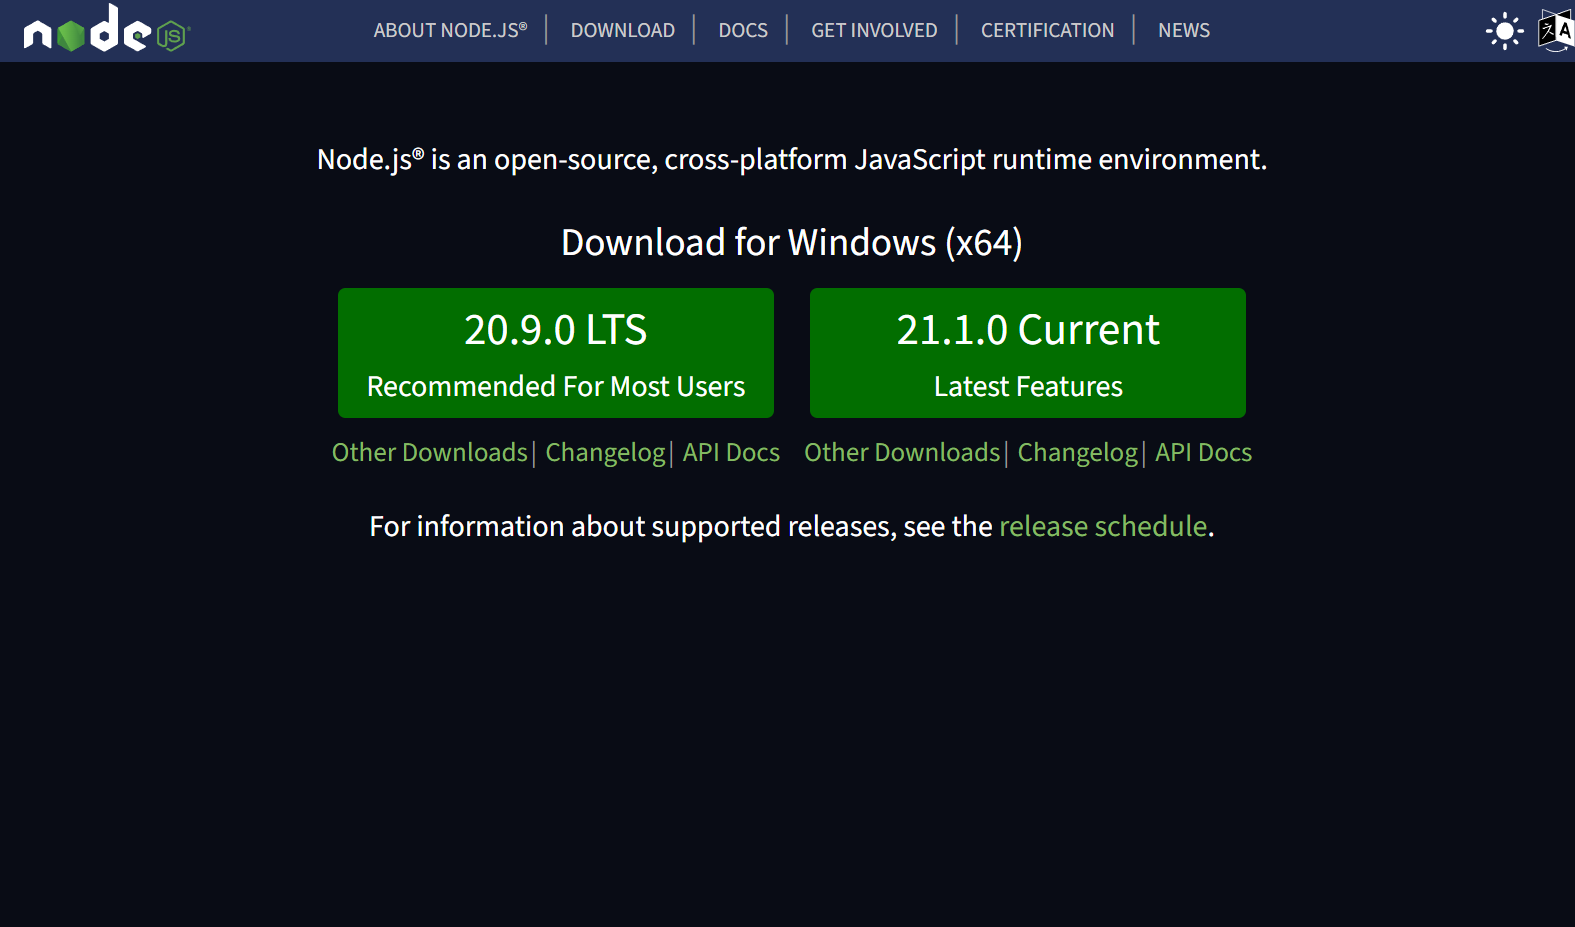 node JS®
ABOUT NODE.JS® | DOWNLOAD | DOCS | GET INVOLVED | CERTIFICATION | NEWS
Node.js® is an open-source, cross-platform JavaScript runtime environment.
Download for Windows (x64)
20.9.0 LTS
Recommended For Most Users
21.1.0 Current
Latest Features
Other Downloads | Changelog | API Docs
Other Downloads | Changelog | API Docs
For information about supported releases, see the release schedule.